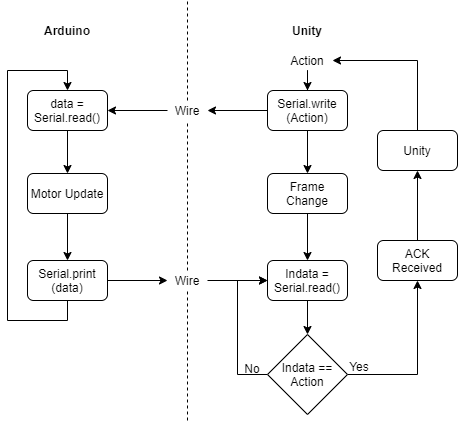 Arduino
Unity
Action
data =
Serial.read()
Wire
Serial.write
(Action)
Unity
Motor Update
Frame
Change
Serial.print
(data)
Wire
Indata =
Serial.read()
ACK
Received
No
Indata ==
Action
Yes